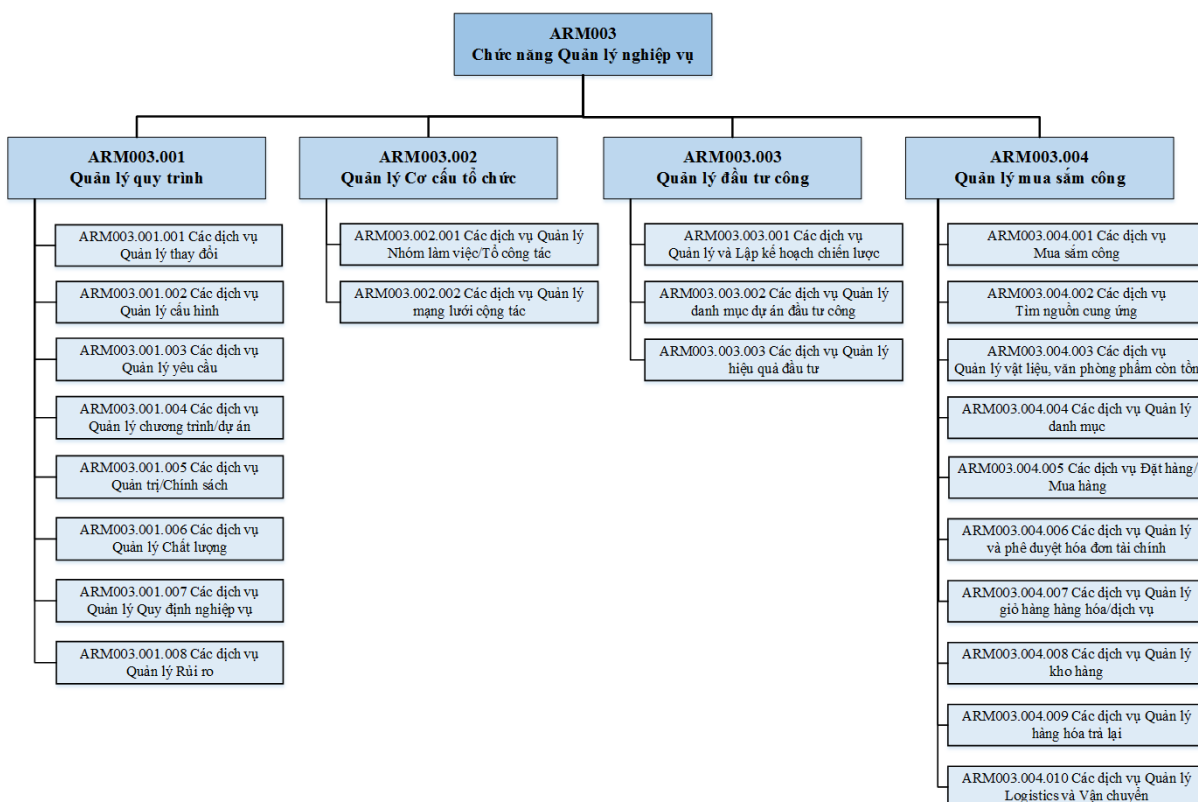 ARM003
Chức năng Quản lý nghiệp vụ
ARM003.001
Quản lý quy trình
ARM003.001.001 Các dịch vụ
Quản lý thay đổi
ARM003.001.002 Các dịch vụ
Quản lý cấu hình
ARM003.001.003 Các dịch vụ
Quản lý yêu cầu
ARM003.001.004 Các dịch vụ
Quản lý chương trình/dự án
ARM003.001.005 Các dịch vụ
Quản trị/Chính sách
ARM003.001.006 Các dịch vụ
Quản lý Chất lượng
ARM003.001.007 Các dịch vụ
Quản lý Quy định nghiệp vụ
ARM003.001.008 Các dịch vụ
Quản lý Rủi ro
ARM003.002
Quản lý Cơ cấu tổ chức
ARM003.002.001 Các dịch vụ Quản lý
Nhóm làm việc/Tổ công tác
ARM003.002.002 Các dịch vụ Quản lý
mạng lưới cộng tác
ARM003.003
Quản lý đầu tư công
ARM003.003.001 Các dịch vụ
Quản lý và Lập kế hoạch chiến lược
ARM003.003.002 Các dịch vụ Quản lý
danh mục dự án đầu tư công
ARM003.003.003 Các dịch vụ Quản lý
hiệu quả đầu tư
ARM003.004
Quản lý mua sắm công
ARM003.004.001 Các dịch vụ
Mua sắm công
ARM003.004.002 Các dịch vụ
Tìm nguồn cung ứng
ARM003.004.003 Các dịch vụ
Quản lý vật liệu, văn phòng phẩm còn tồn
ARM003.004.004 Các dịch vụ Quản lý
danh mục
ARM003.004.005 Các dịch vụ Đặt hàng/
Mua hàng
ARM003.004.006 Các dịch vụ Quản lý
và phê duyệt hóa đơn tài chính
ARM003.004.007 Các dịch vụ Quản lý
giỏ hàng hàng hóa/dịch vụ
ARM003.004.008 Các dịch vụ Quản lý
kho hàng
ARM003.004.009 Các dịch vụ Quản lý
hàng hóa trả lại
ARM003.004.010 Các dịch vụ Quản lý
Logistics và Vận chuyển